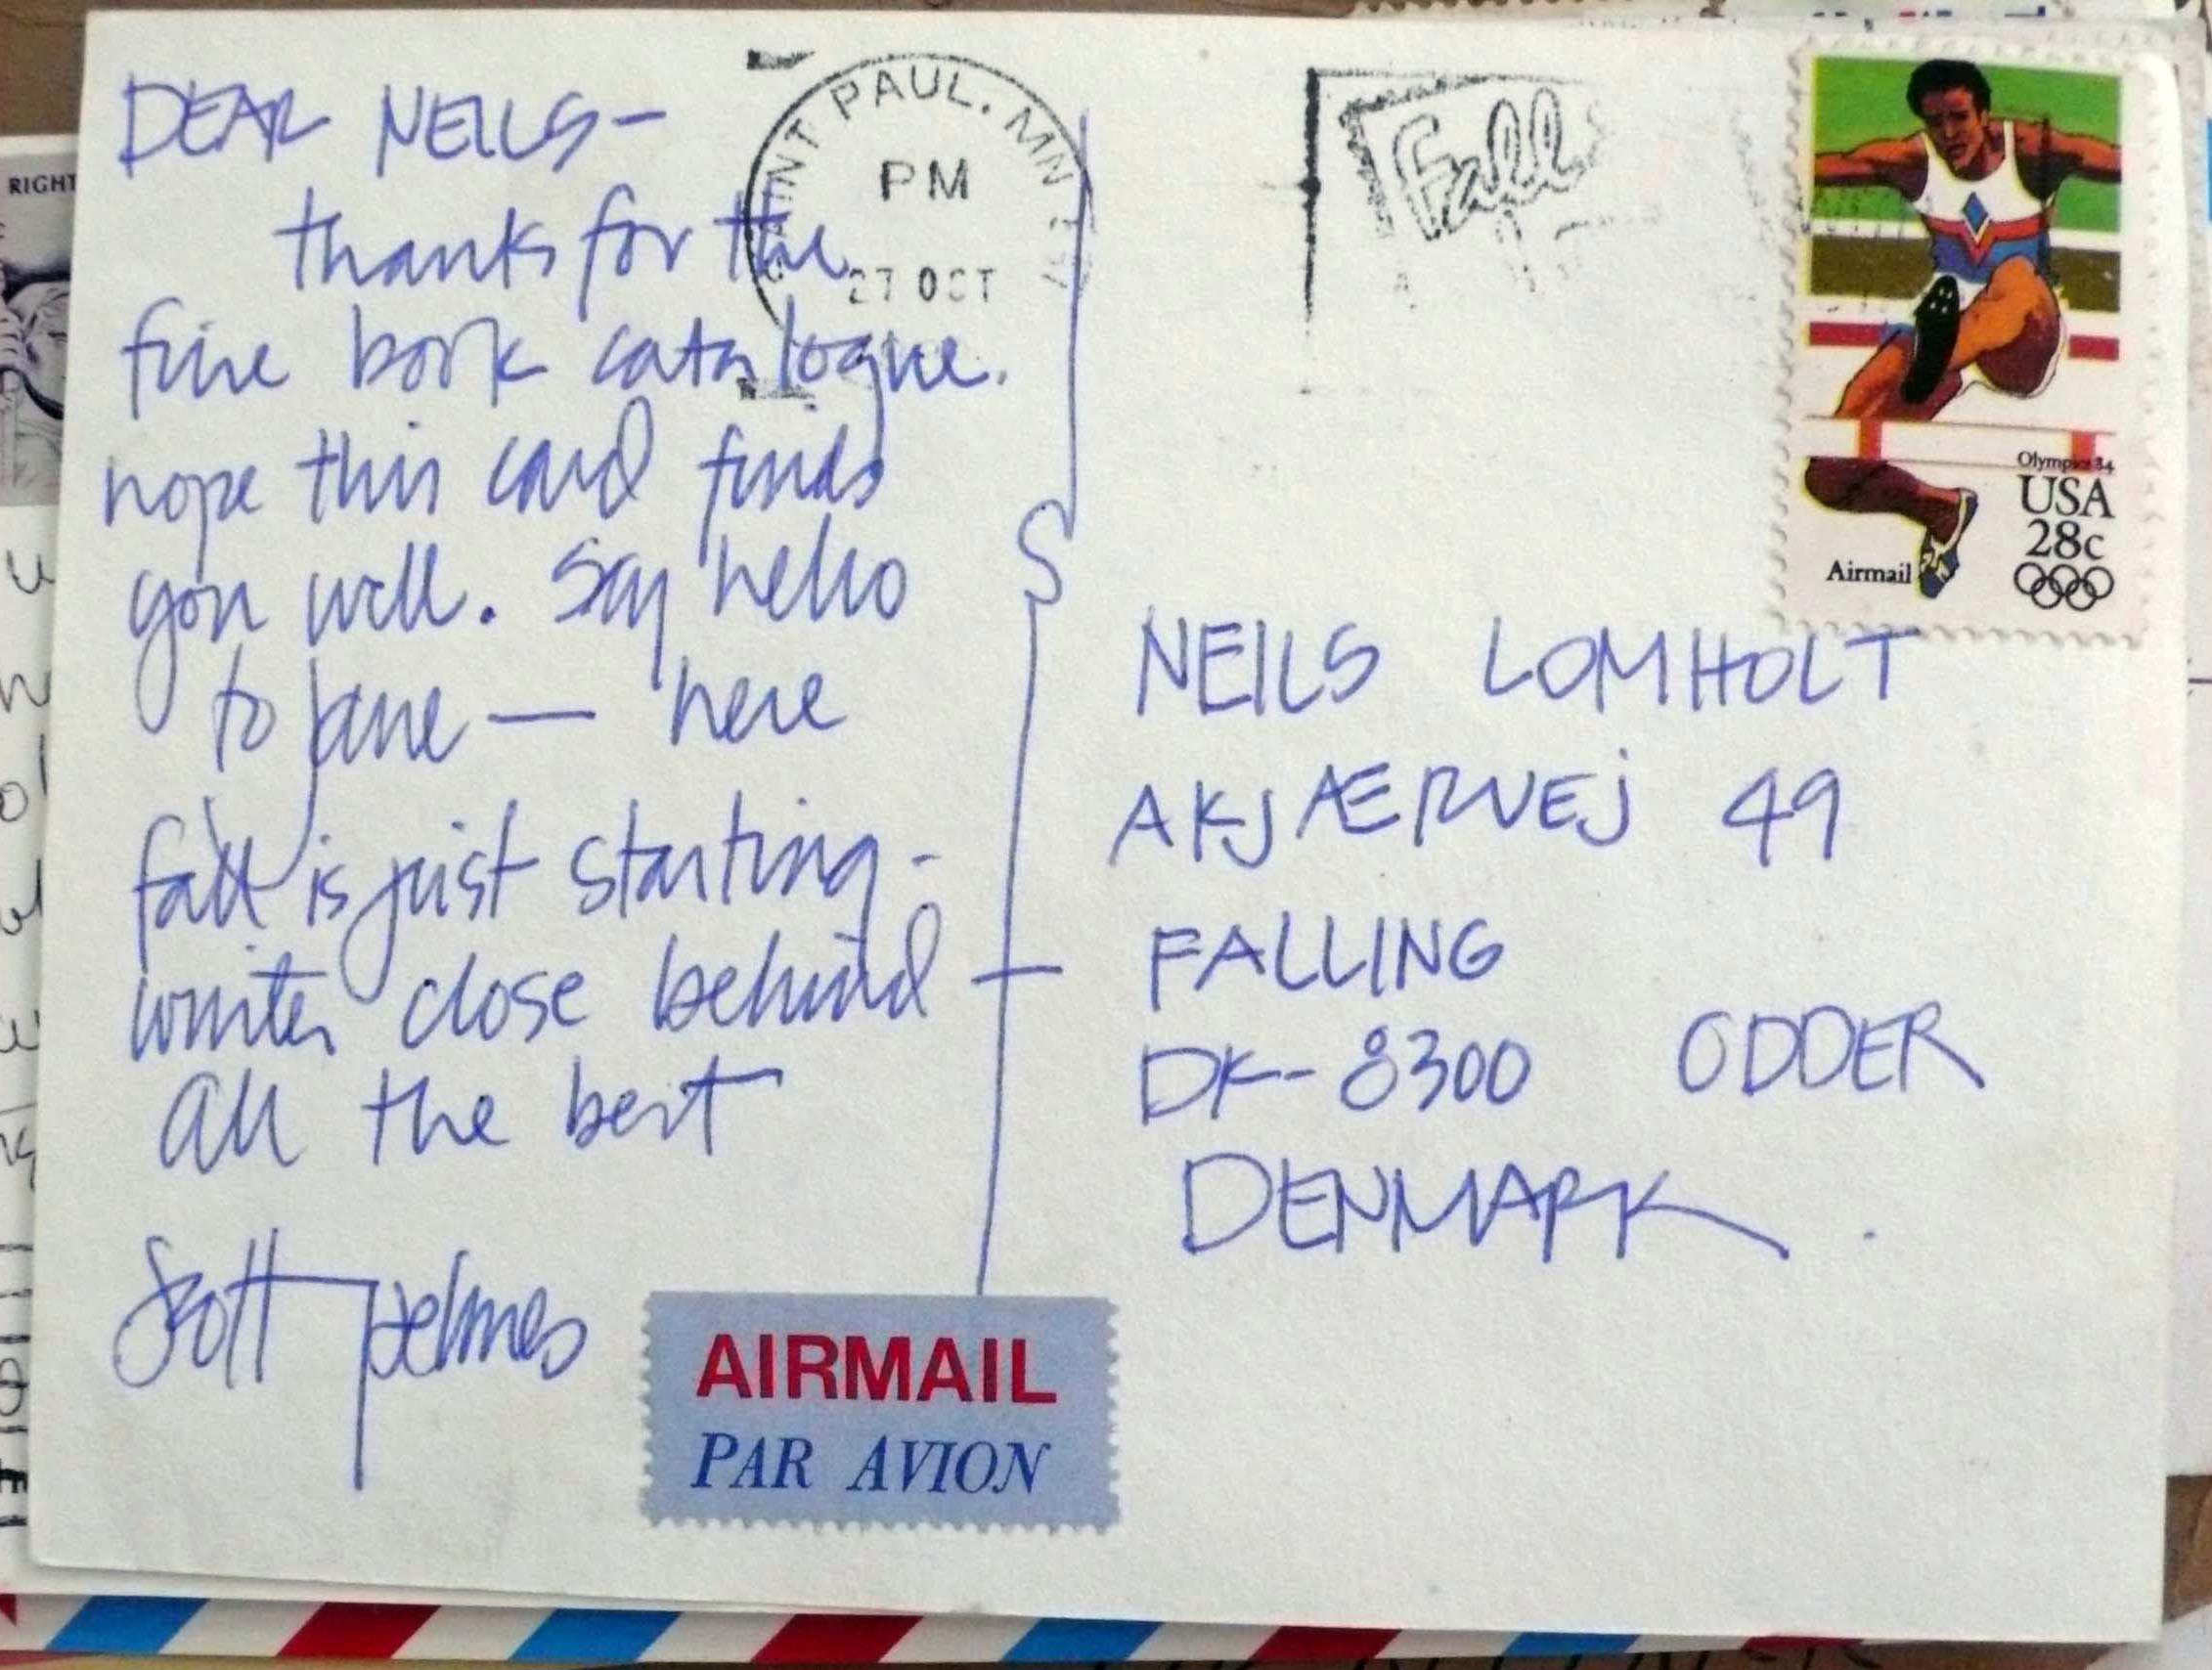 DEAR NEILS-
thanks for the
fine book catalogue.
hope this card finds
you well. Say hello
to Jane — here
fall is just starting -
winter close behind -
all the best
Scott Helmes
SAINT PAUL. MN
PM
27 OCT
Fall
Olympics 84
USA
28c
Airmail
NEILS LOMHOLT
AKJÆRVEJ 49
FALLING
DK-8300 ODDER
DENMARK
AIRMAIL
PAR AVION
RIGHT